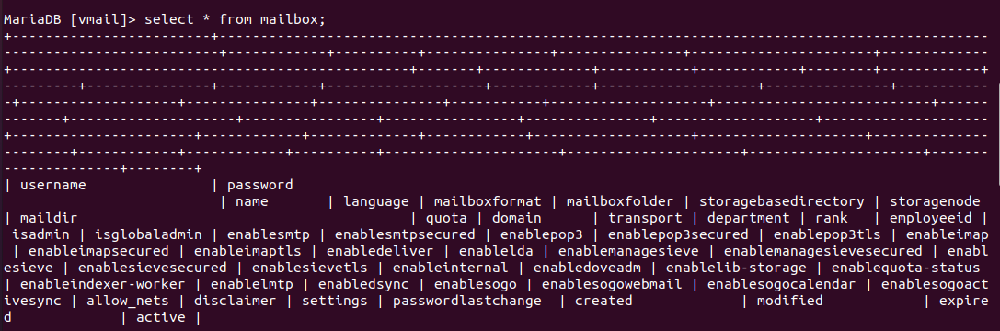 MariaDB [vmail]> select * from mailbox;
+------------------------+---------------------------------------------------------------------------------------------
--------------------------+------------+----------+---------------+---------------+----------------------+-------------
+------------------------------------------------+-------+-------------+-----------+------------+--------+------------+
---------+---------------+------------+-------------------+------------+-------------------+---------------+-----------
-+-------------------+---------------+---------------+-----------+-------------------+--------------------------+------
-------+--------------------+----------------+----------------+---------------+-------------------+--------------------
+----------------------+------------+-------------+------------+-------------------+--------------------+--------------
--------+------------+------------+----------+---------------------+---------------------+---------------------+-------
--------------+--------+
| username | password
| name | language | mailboxformat | mailboxfolder | storagebasedirectory | storagenode
| maildir | quota | domain | transport | department | rank | employeeid |
isadmin | isglobaladmin | enablesmtp | enablesmtpsecured | enablepop3 | enablepop3secured | enablepop3tls | enableimap
| enableimapsecured | enableimaptls | enabledeliver | enablelda | enablemanagesieve | enablemanagesievesecured | enabl
esieve | enablesievesecured | enablesievetls | enableinternal | enabledoveadm | enablelib-storage | enablequota-status
| enableindexer-worker | enablelmtp | enabledsync | enablesogo | enablesogowebmail | enablesogocalendar | enablesogoact
ivesync | allow_nets | disclaimer | settings | passwordlastchange | created | modified | expire
d | active |